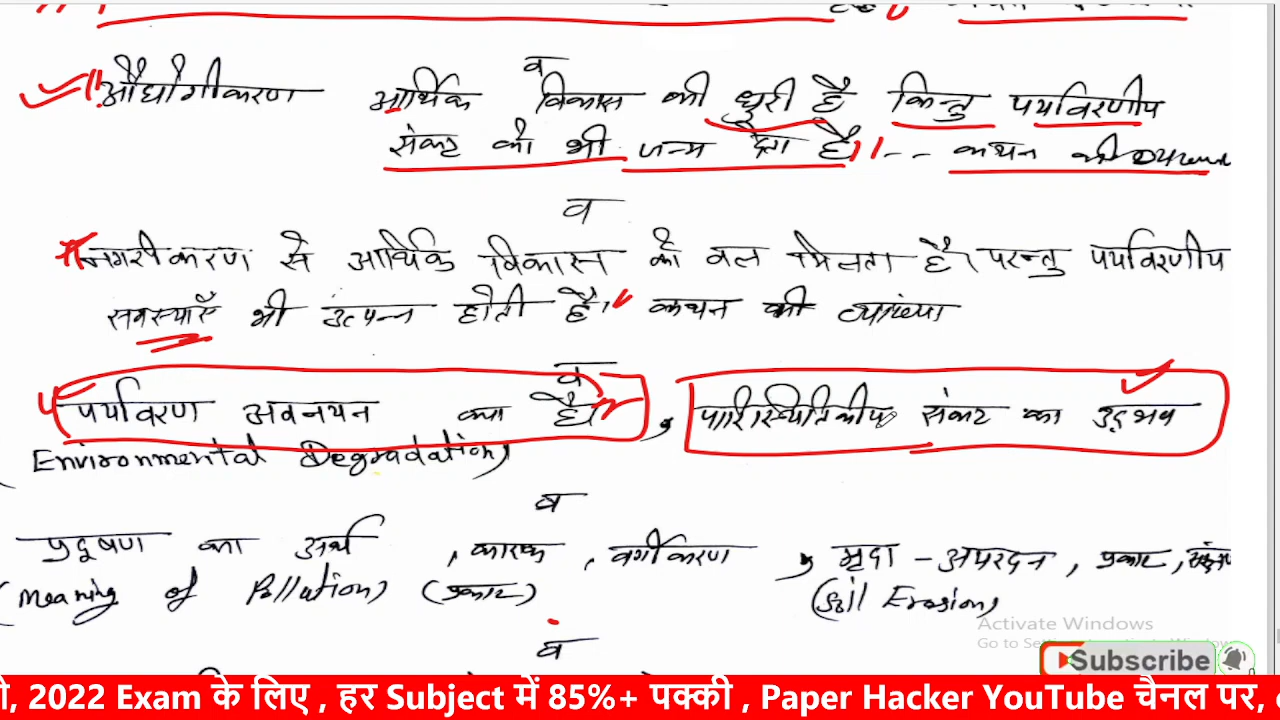 व
"औद्योगीकरण आर्थिक विकास की धुरी है किन्तु पर्यावरणीय
संकट को भी जन्म देता है।" -- कथन की
व
"नगरीकरण से आर्थिक विकास को बल मिलता है। परन्तु पर्यावरणीय
समस्याएँ भी उत्पन्न होती है।" कथन की व्याख्या
व
पर्यावरण अवनयन क्या है। , पारिस्थितिकीय संकट का उद्भव
(Environmental Degradation)
व
प्रदूषण का अर्थ , कारक , वर्गीकरण , मृदा - अपरदन , प्रकार ,
(Meaning of Pollution) (प्रकार) (Soil Erosion)
व
Activate Windows
Go to
Subscribe
, 2022 Exam के लिए , हर Subject में 85%+ पक्की , Paper Hacker YouTube चैनल पर,